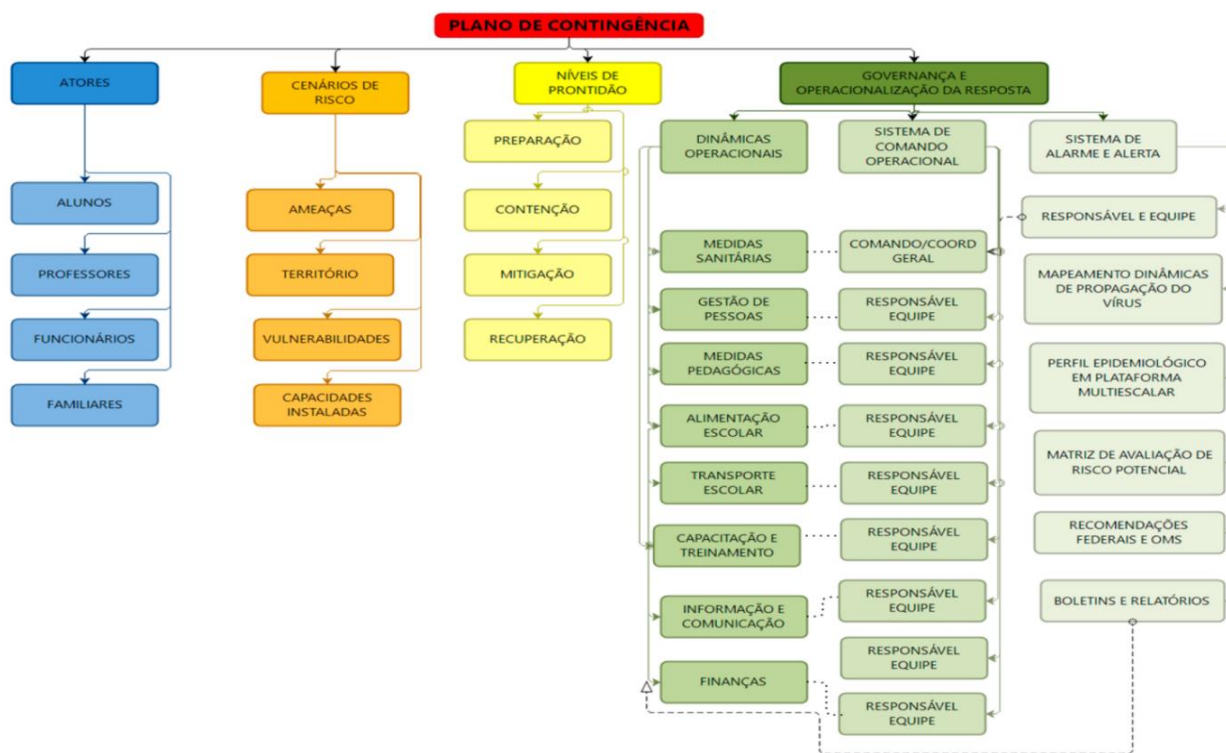 PLANO DE CONTINGÊNCIA
ATORES
ALUNOS
PROFESSORES
FUNCIONÁRIOS
FAMILIARES
CENÁRIOS DE
RISCO
AMEAÇAS
TERRITÓRIO
VULNERABILIDADES
CAPACIDADES
INSTALADAS
NÍVEIS DE
PRONTIDÃO
PREPARAÇÃO
CONTENÇÃO
MITIGAÇÃO
RECUPERAÇÃO
GOVERNANÇA E
OPERACIONALIZAÇÃO DA RESPOSTA
DINÂMICAS
OPERACIONAIS
MEDIDAS
SANITÁRIAS
GESTÃO DE
PESSOAS
MEDIDAS
PEDAGÓGICAS
ALIMENTAÇÃO
ESCOLAR
TRANSPORTE
ESCOLAR
CAPACITAÇÃO E
TREINAMENTO
INFORMAÇÃO E
COMUNICAÇÃO
FINANÇAS
SISTEMA DE
COMANDO
OPERACIONAL
COMANDO/COORD
GERAL
RESPONSÁVEL
EQUIPE
RESPONSÁVEL
EQUIPE
RESPONSÁVEL
EQUIPE
RESPONSÁVEL
EQUIPE
RESPONSÁVEL
EQUIPE
RESPONSÁVEL
EQUIPE
RESPONSÁVEL
EQUIPE
RESPONSÁVEL
EQUIPE
SISTEMA DE
ALARME E ALERTA
RESPONSÁVEL E EQUIPE
MAPEAMENTO DINÂMICAS
DE PROPAGAÇÃO DO
VÍRUS
PERFIL EPIDEMIOLÓGICO
EM PLATAFORMA
MULTIESCALAR
MATRIZ DE AVALIAÇÃO DE
RISCO POTENCIAL
RECOMENDAÇÕES
FEDERAIS E OMS
BOLETINS E RELATÓRIOS